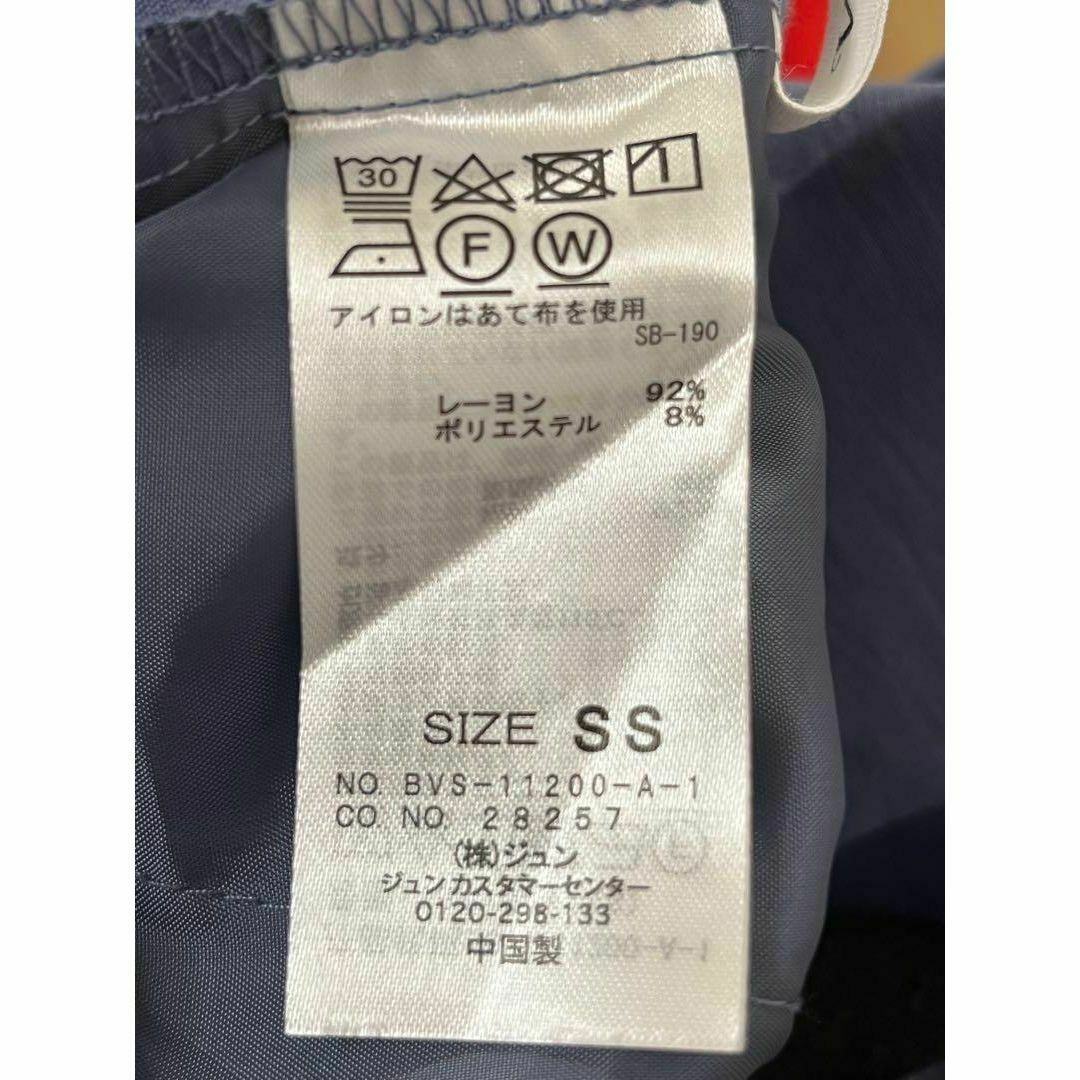 30
F W
アイロンはあて布を使用
SB-190
レーヨン 92%
ポリエステル 8%
SIZE SS
NO. BVS-11200-A-1
CO. NO. 28257
(株)ジュン
ジュンカスタマーセンター
0120-298-133
中国製